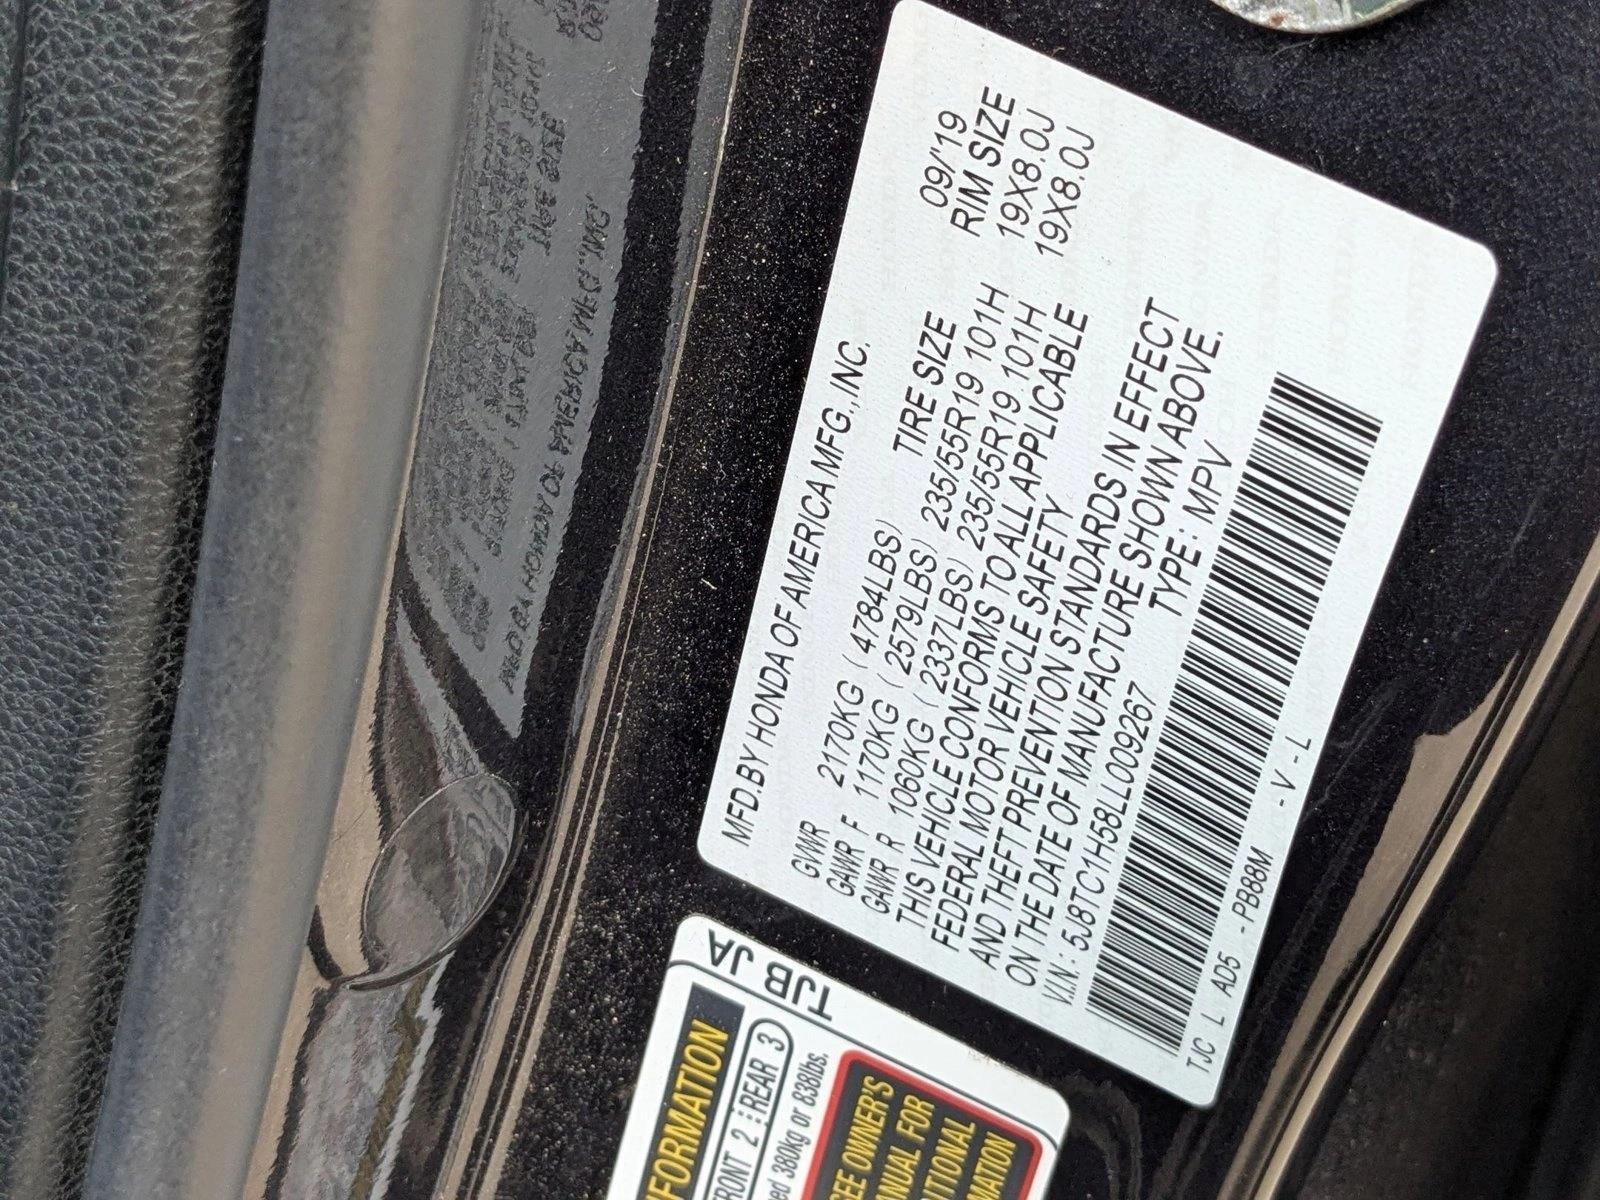 MFD.BY HONDA OF AMERICA MFG.,INC.
09/'19
TIRE SIZE RIM SIZE
GVWR 2170KG (4784LBS)
GAWR F 1170KG (2579LBS) 235/55R19 101H 19X8.0J
GAWR R 1060KG (2337LBS) 235/55R19 101H 19X8.0J
THIS VEHICLE CONFORMS TO ALL APPLICABLE
FEDERAL MOTOR VEHICLE SAFETY
AND THEFT PREVENTION STANDARDS IN EFFECT
ON THE DATE OF MANUFACTURE SHOWN ABOVE.
V.I.N.: 5J8TC1H58LL009267 TYPE: MPV
TJC L AD5 -PB88M -V-L
TJB JA
FORMATION
FRONT 2 REAR 3
380kg or 838lbs.
SEE OWNER'S
FOR